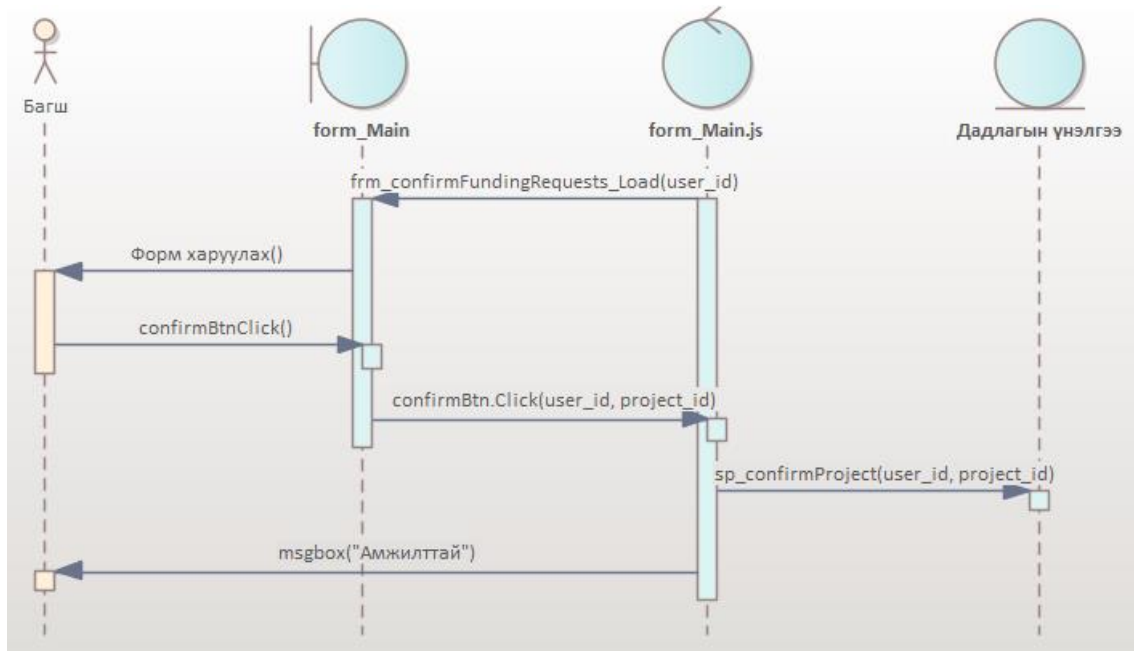 Багш
form_Main
form_Main.js
Дадлагын үнэлгээ
frm_confirmFundingRequests_Load(user_id)
Форм харуулах()
confirmBtnClick()
confirmBtn.Click(user_id, project_id)
sp_confirmProject(user_id, project_id)
msgbox("Амжилттай")